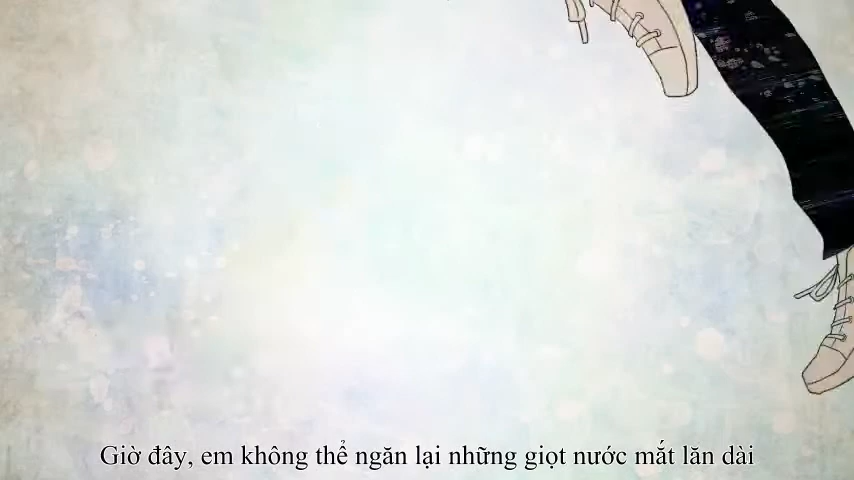 Giờ đây, em không thể ngăn lại những giọt nước mắt lăn dài